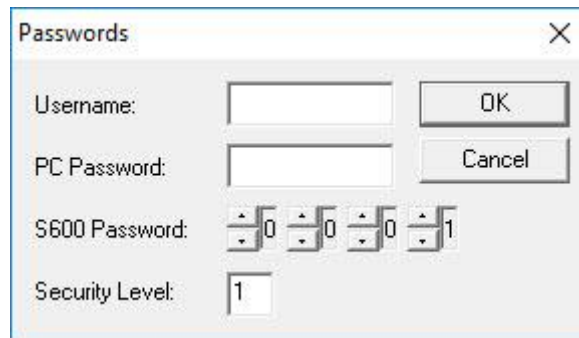 Passwords
Username: OK
PC Password: Cancel
S600 Password: 0 0 0 1
Security Level: 1